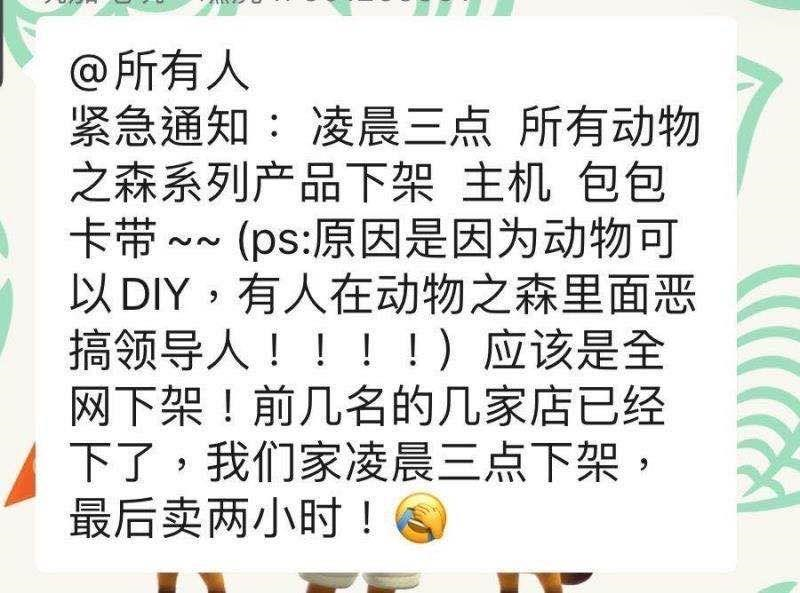 @所有人
紧急通知： 凌晨三点 所有动物
之森系列产品下架 主机 包包
卡带~~ (ps:原因是因为动物可
以DIY，有人在动物之森里面恶
搞领导人！！！！）应该是全
网下架！前几名的几家店已经
下了，我们家凌晨三点下架，
最后卖两小时！🤦